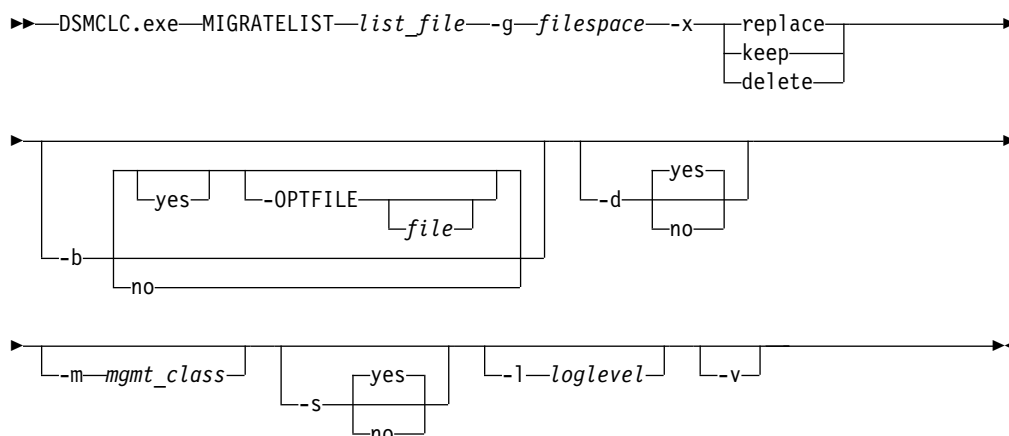 DSMCLC.exe MIGRATELIST list_file -g filespace -x replace
keep
delete
-b yes -OPTFILE file
no
-d yes
no
-m mgmt_class
-s yes
no
-l loglevel -v